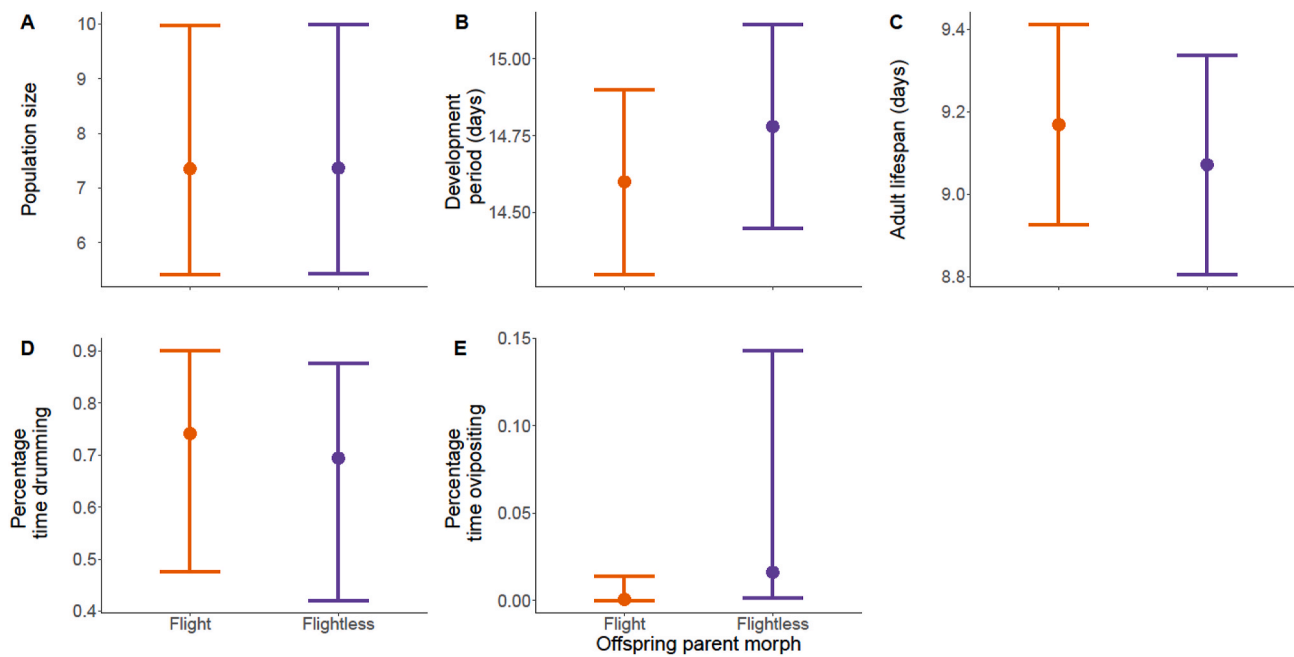 A
Population size
10
9
8
7
6
B
Development
period (days)
15.00
14.75
14.50
C
Adult lifespan (days)
9.4
9.2
9.0
8.8
D
Percentage
time drumming
0.9
0.8
0.7
0.6
0.5
0.4
Flight Flightless
E
Percentage
time ovipositing
0.15
0.10
0.05
0.00
Flight Flightless
Offspring parent morph